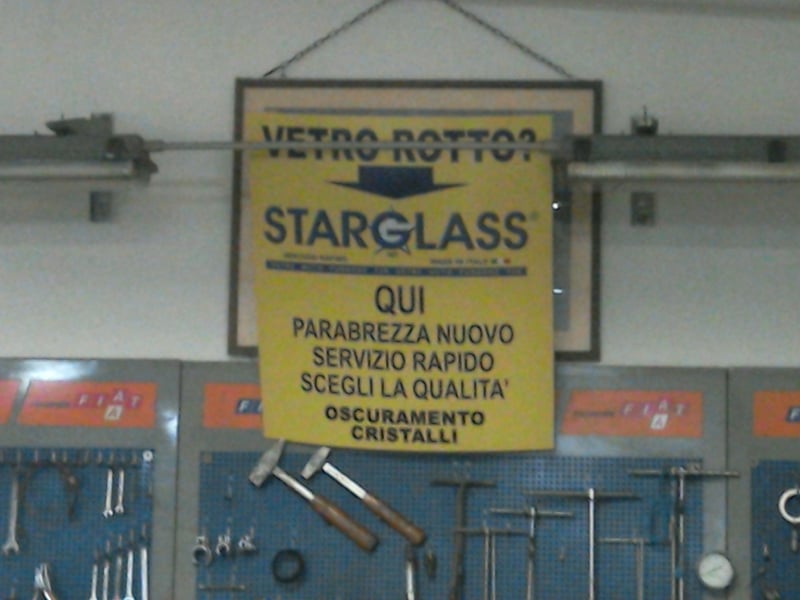 VETRO ROTTO?
STARGLASS®
QUI
PARABREZZA NUOVO
SERVIZIO RAPIDO
SCEGLI LA QUALITA'
OSCURAMENTO
CRISTALLI
FIAT
FIAT